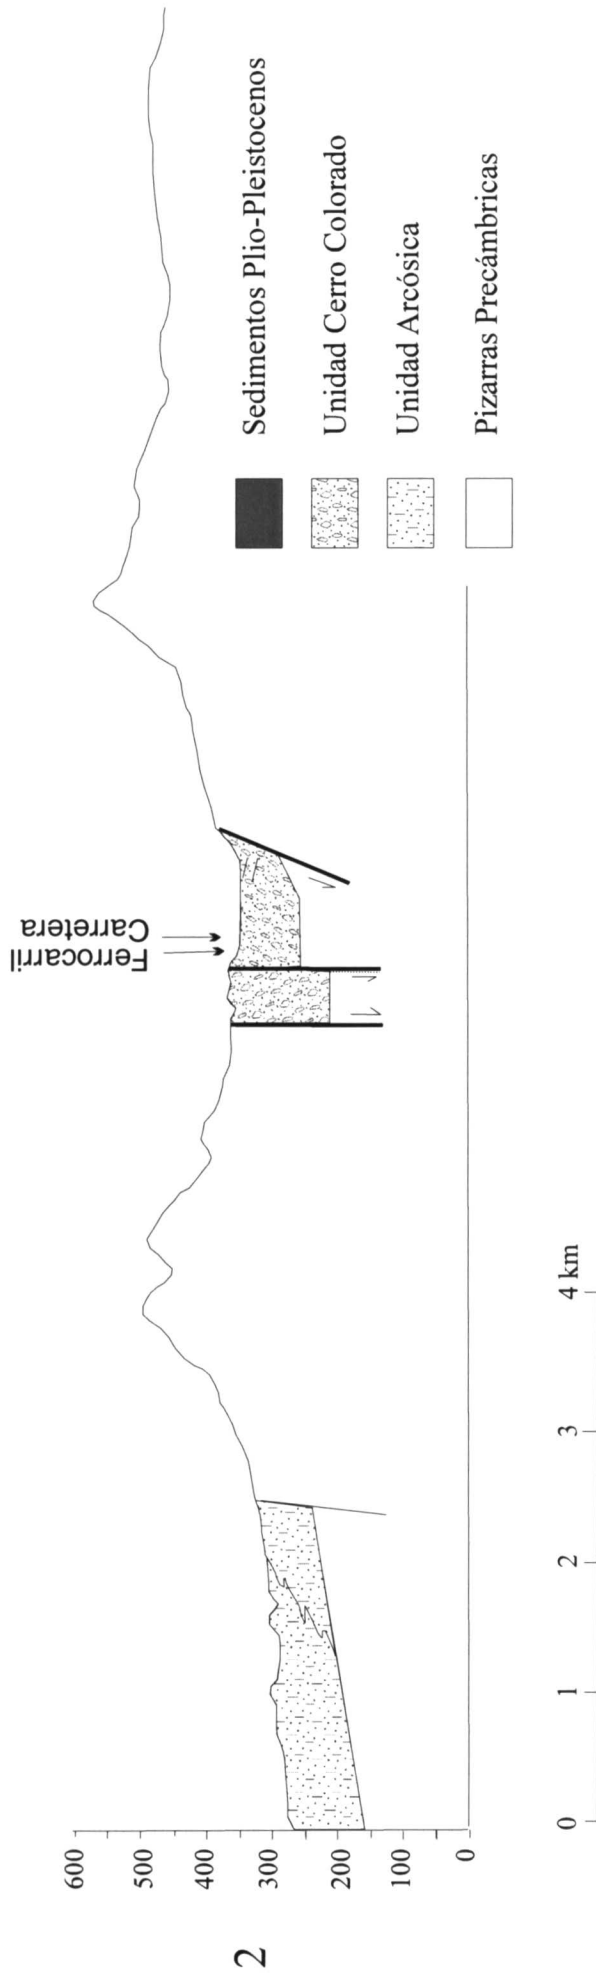 2
Ferrocarril
Carretera
600
500
400
300
200
100
0
0
1
2
3
4 km
Sedimentos Plio-Pleistocenos
Unidad Cerro Colorado
Unidad Arcósica
Pizarras Precámbricas